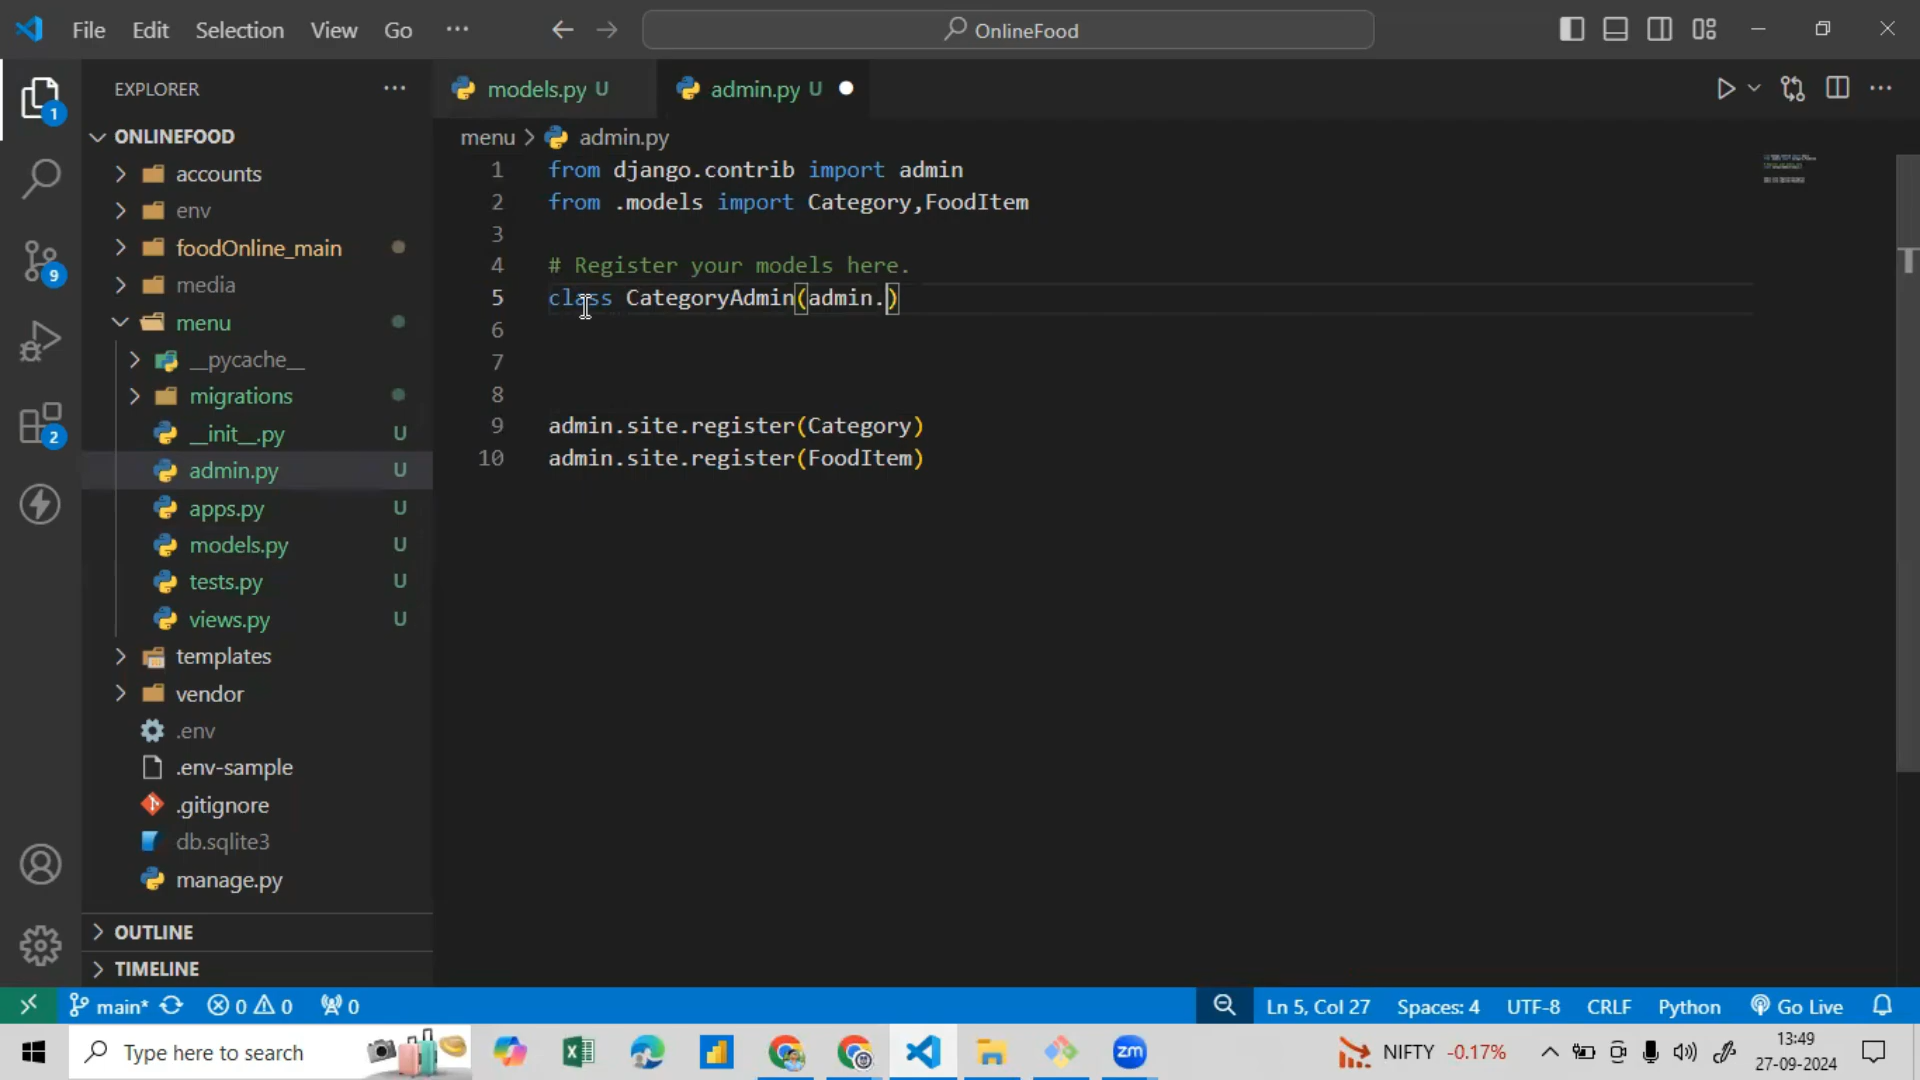 File Edit Selection View Go ···
OnlineFood
EXPLORER
models.py U
admin.py U
ONLINEFOOD
menu > admin.py
accounts
env
foodOnline_main
media
menu
__pycache__
migrations
__init__.py U
admin.py U
apps.py U
models.py U
tests.py U
views.py U
templates
vendor
.env
.env-sample
.gitignore
db.sqlite3
manage.py
OUTLINE
TIMELINE
1 from django.contrib import admin
2 from .models import Category,FoodItem
3
4 # Register your models here.
5 class CategoryAdmin(admin.)
6
7
8
9 admin.site.register(Category)
10 admin.site.register(FoodItem)
1
9
2
main* 0 0 0
Ln 5, Col 27 Spaces: 4 UTF-8 CRLF Python Go Live
Type here to search
zm
NIFTY -0.17%
13:49
27-09-2024